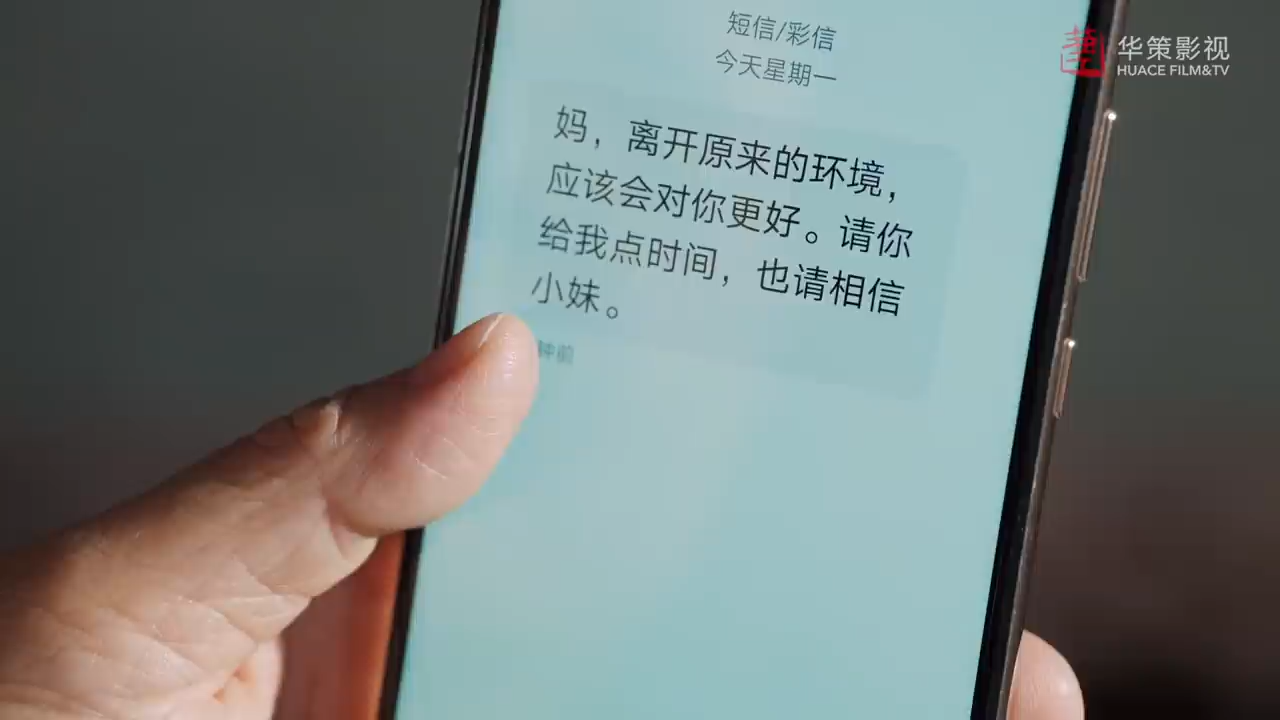 短信/彩信
今天星期一
妈，离开原来的环境，
应该会对你更好。请你
给我点时间，也请相信
小妹。
钟前
华策影视
HUACE FILM&TV